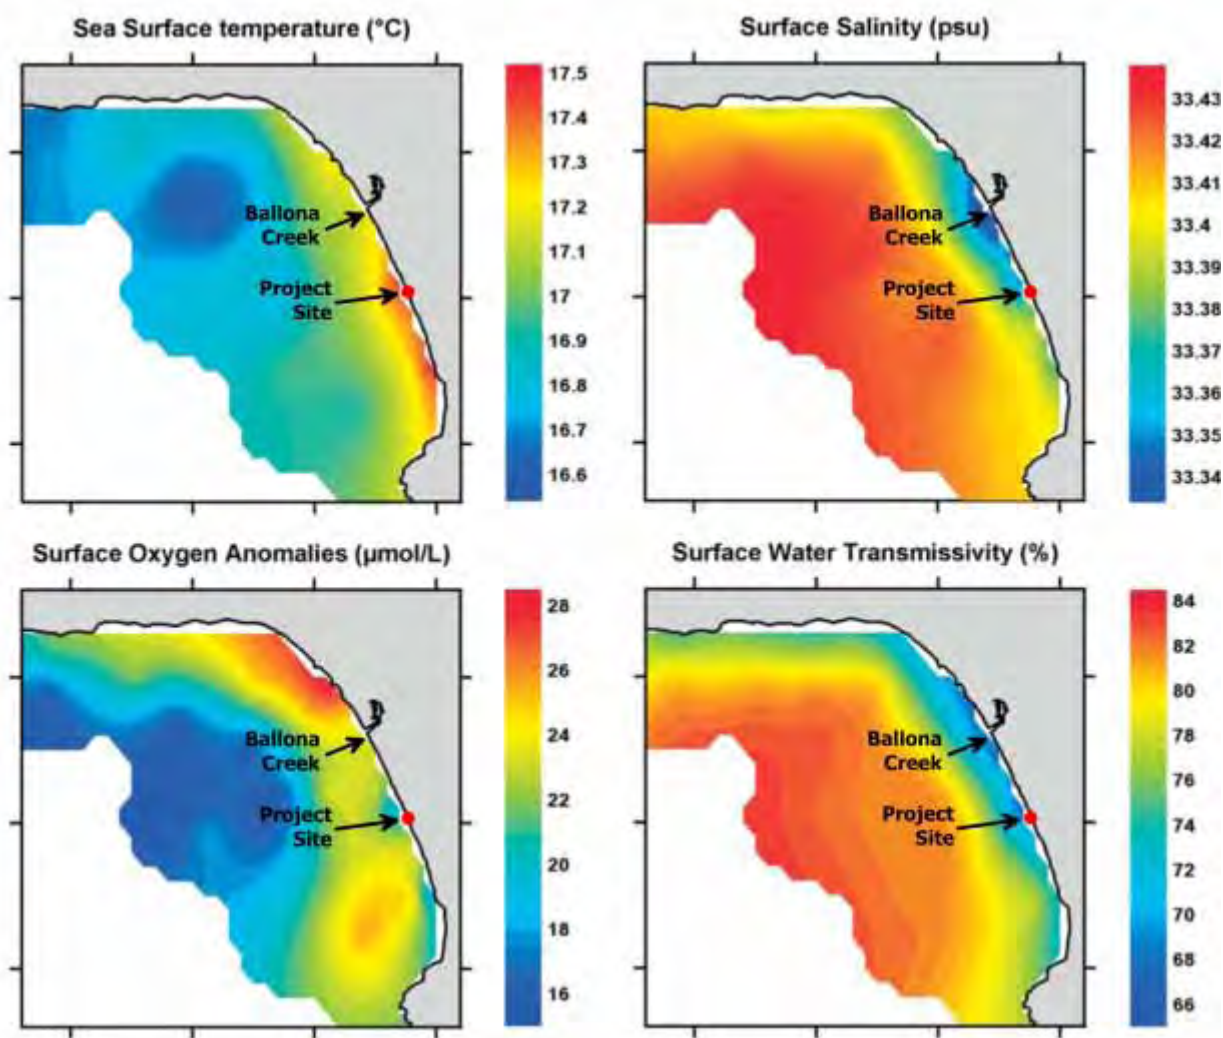 Sea Surface temperature (°C)
17.5
17.4
17.3
17.2
17.1
17
16.9
16.8
16.7
16.6
Ballona
Creek
Project
Site
Surface Salinity (psu)
33.43
33.42
33.41
33.4
33.39
33.38
33.37
33.36
33.35
33.34
Ballona
Creek
Project
Site
Surface Oxygen Anomalies (µmol/L)
28
26
24
22
20
18
16
Ballona
Creek
Project
Site
Surface Water Transmissivity (%)
84
82
80
78
76
74
72
70
68
66
Ballona
Creek
Project
Site